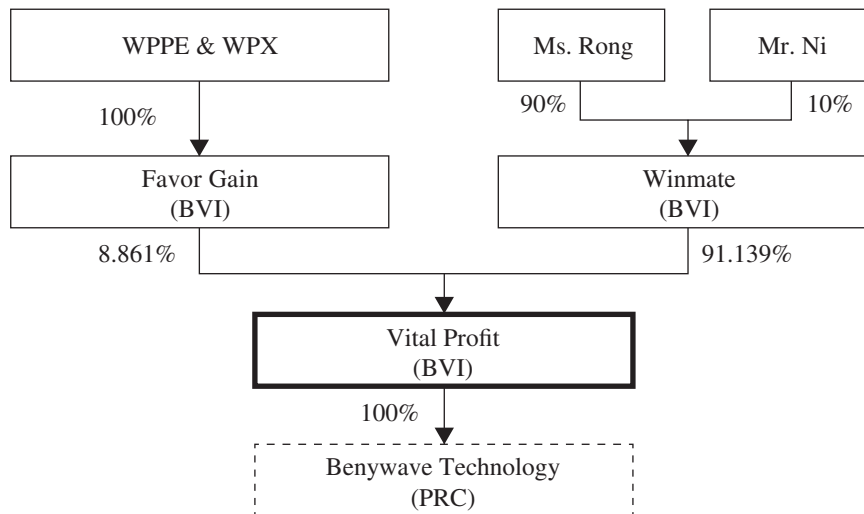 WPPE & WPX
Ms. Rong
Mr. Ni
100%
90%
10%
Favor Gain
(BVI)
Winmate
(BVI)
8.861%
91.139%
Vital Profit
(BVI)
100%
Benywave Technology
(PRC)